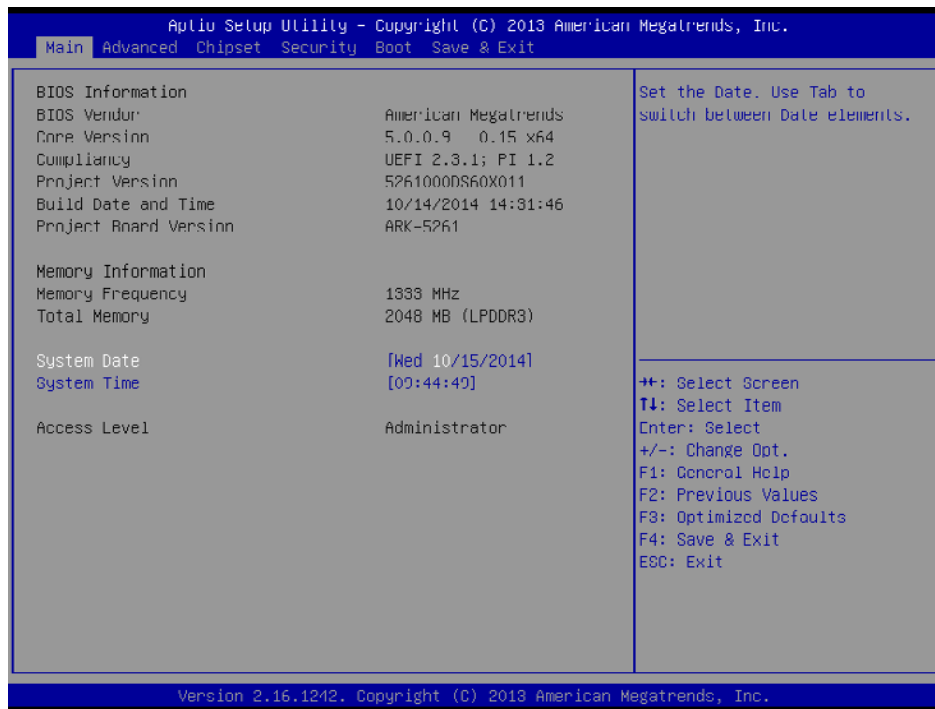 Aptio Setup Utility – Copyright (C) 2013 American Megatrends, Inc.
Main Advanced Chipset Security Boot Save & Exit
BIOS Information
BIOS Vendor American Megatrends
Core Version 5.0.0.9 0.15 x64
Compliancy UEFI 2.3.1; PI 1.2
Project Version 5261000DS60X011
Build Date and Time 10/14/2014 14:31:46
Project Board Version ARK-5261
Memory Information
Memory Frequency 1333 MHz
Total Memory 2048 MB (LPDDR3)
System Date [Wed 10/15/2014]
System Time [09:44:49]
Access Level Administrator
Set the Date. Use Tab to
switch between Date elements.
→←: Select Screen
↑↓: Select Item
Enter: Select
+/-: Change Opt.
F1: General Help
F2: Previous Values
F3: Optimized Defaults
F4: Save & Exit
ESC: Exit
Version 2.16.1242. Copyright (C) 2013 American Megatrends, Inc.